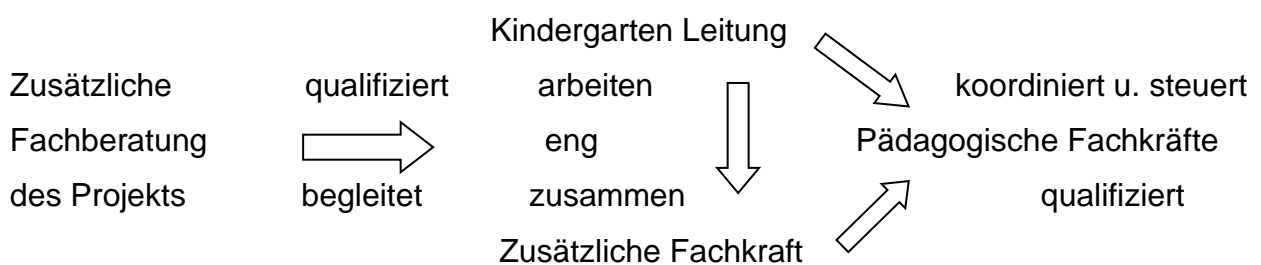 Kindergarten Leitung
Zusätzliche qualifiziert arbeiten koordiniert u. steuert
Fachberatung eng Pädagogische Fachkräfte
des Projekts begleitet zusammen qualifiziert
Zusätzliche Fachkraft